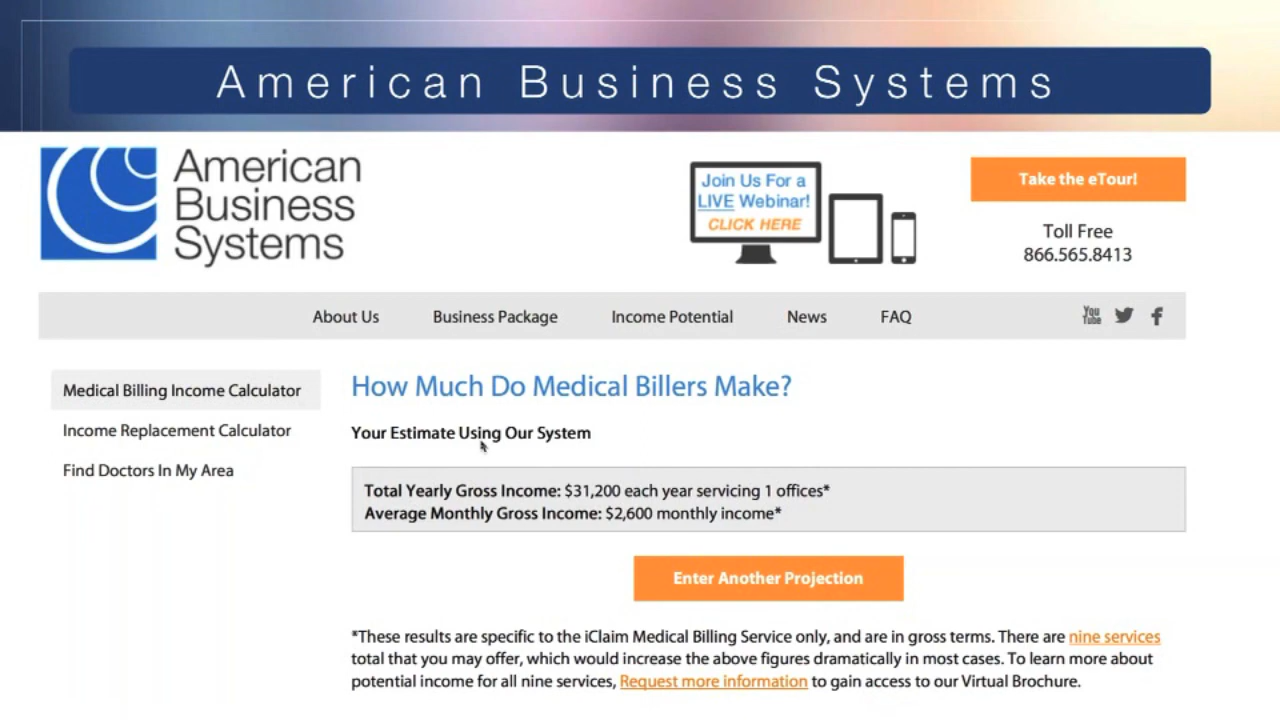 American Business Systems
American
Business
Systems
Join Us For a
LIVE Webinar!
CLICK HERE
Take the eTour!
Toll Free
866.565.8413
About Us Business Package Income Potential News FAQ You Tube
Medical Billing Income Calculator
Income Replacement Calculator
Find Doctors In My Area
How Much Do Medical Billers Make?
Your Estimate Using Our System
Total Yearly Gross Income: $31,200 each year servicing 1 offices*
Average Monthly Gross Income: $2,600 monthly income*
Enter Another Projection
*These results are specific to the iClaim Medical Billing Service only, and are in gross terms. There are nine services
total that you may offer, which would increase the above figures dramatically in most cases. To learn more about
potential income for all nine services, Request more information to gain access to our Virtual Brochure.